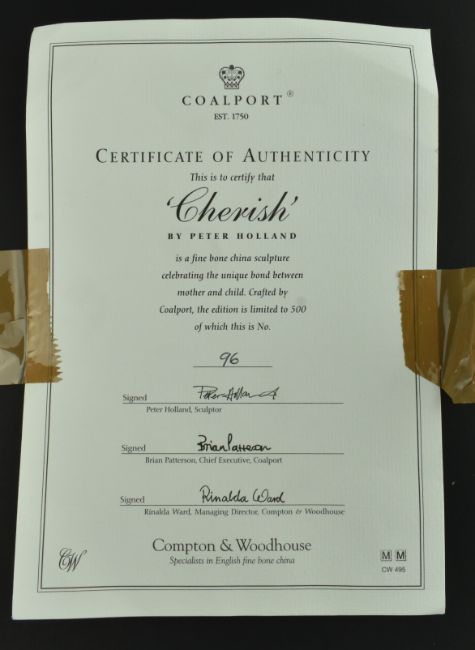 COALPORT®
EST. 1750
CERTIFICATE OF AUTHENTICITY
This is to certify that
'Cherish'
BY PETER HOLLAND
is a fine bone china sculpture
celebrating the unique bond between
mother and child. Crafted by
Coalport, the edition is limited to 500
of which this is No.
96
Signed Peter Holland
Peter Holland, Sculptor
Signed Brian Patterson
Brian Patterson, Chief Executive, Coalport
Signed Rinalda Ward
Rinalda Ward, Managing Director, Compton & Woodhouse
Compton & Woodhouse
Specialists in English fine bone china
CW
M M
CW 495